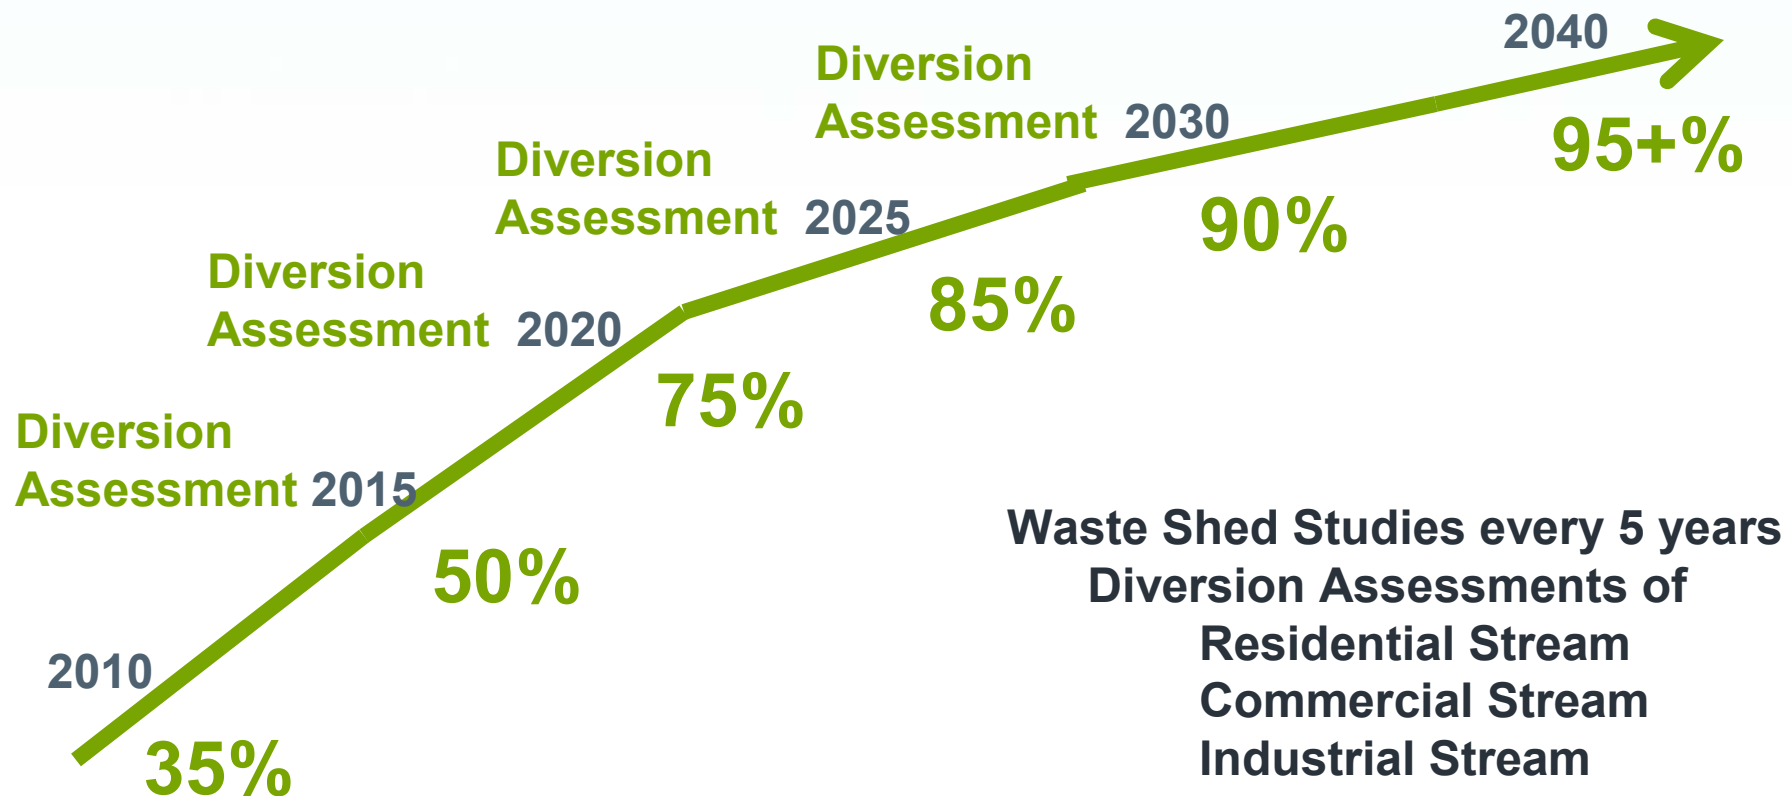 2040
Diversion
Assessment 2030
95+%
Diversion
Assessment 2025
90%
Diversion
Assessment 2020
85%
75%
Diversion
Assessment 2015
50%
2010
35%
Waste Shed Studies every 5 years
Diversion Assessments of
Residential Stream
Commercial Stream
Industrial Stream